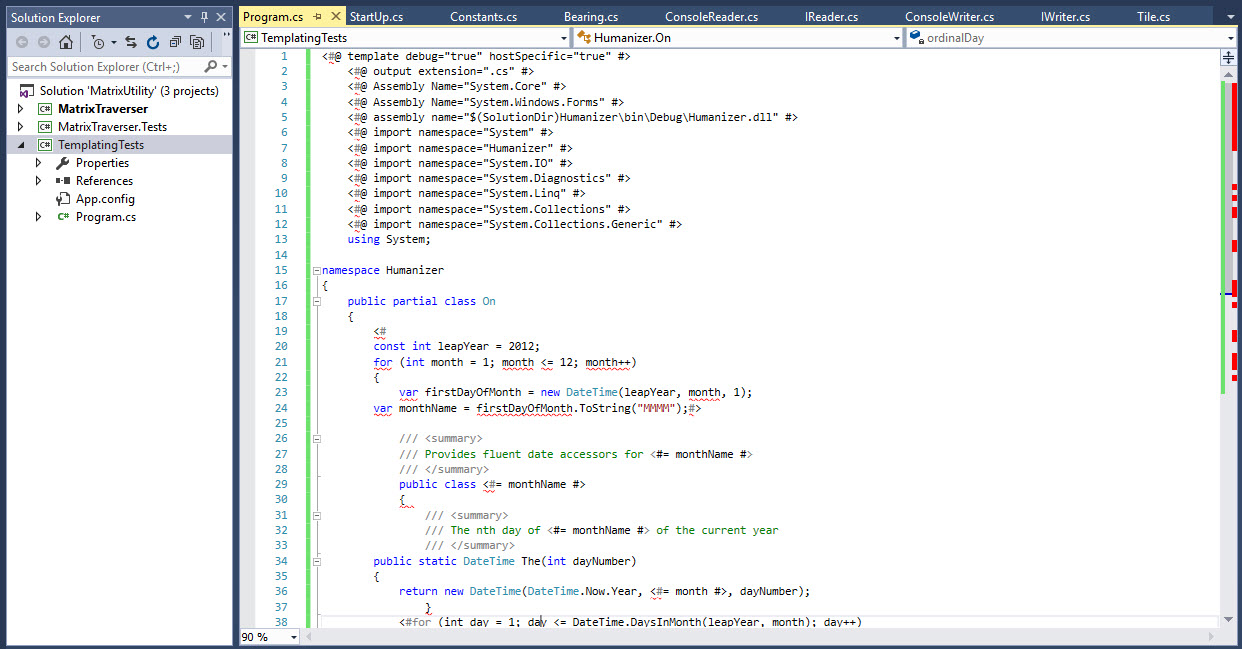 Solution Explorer
Search Solution Explorer (Ctrl+;)
Solution 'MatrixUtility' (3 projects)
C# MatrixTraverser
C# MatrixTraverser.Tests
C# TemplatingTests
Properties
References
App.config
C# Program.cs
Program.cs StartUp.cs Constants.cs Bearing.cs ConsoleReader.cs IReader.cs ConsoleWriter.cs IWriter.cs Tile.cs
C# TemplatingTests Humanizer.On ordinalDay
1 <#@ template debug="true" hostSpecific="true" #>
2 <#@ output extension=".cs" #>
3 <#@ Assembly Name="System.Core" #>
4 <#@ Assembly Name="System.Windows.Forms" #>
5 <#@ assembly name="$(SolutionDir)Humanizer\bin\Debug\Humanizer.dll" #>
6 <#@ import namespace="System" #>
7 <#@ import namespace="Humanizer" #>
8 <#@ import namespace="System.IO" #>
9 <#@ import namespace="System.Diagnostics" #>
10 <#@ import namespace="System.Linq" #>
11 <#@ import namespace="System.Collections" #>
12 <#@ import namespace="System.Collections.Generic" #>
13 using System;
14
15 namespace Humanizer
16 {
17 public partial class On
18 {
19 <#
20 const int leapYear = 2012;
21 for (int month = 1; month <= 12; month++)
22 {
23 var firstDayOfMonth = new DateTime(leapYear, month, 1);
24 var monthName = firstDayOfMonth.ToString("MMMM");#>
25
26 /// <summary>
27 /// Provides fluent date accessors for <#= monthName #>
28 /// </summary>
29 public class <#= monthName #>
30 {
31 /// <summary>
32 /// The nth day of <#= monthName #> of the current year
33 /// </summary>
34 public static DateTime The(int dayNumber)
35 {
36 return new DateTime(DateTime.Now.Year, <#= month #>, dayNumber);
37 }
38 <#for (int day = 1; day <= DateTime.DaysInMonth(leapYear, month); day++)
90 %